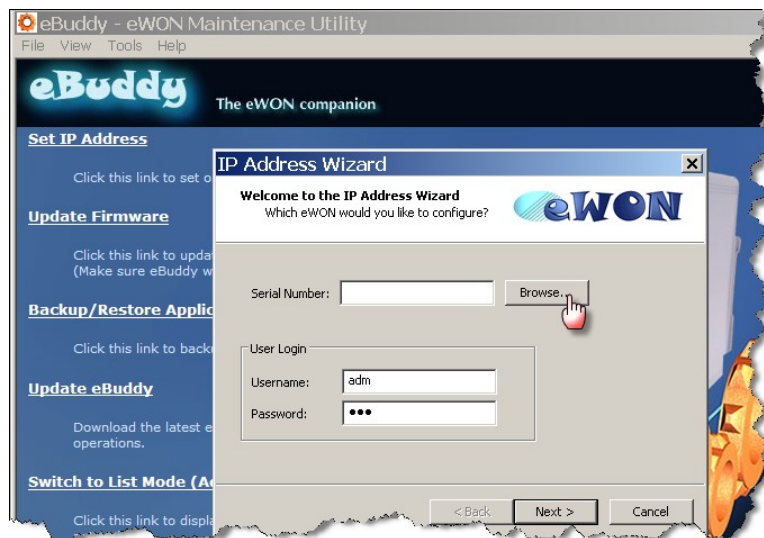 eBuddy - eWON Maintenance Utility
File View Tools Help
eBuddy
The eWON companion
Set IP Address
Click this link to set o
Update Firmware
Click this link to upda
(Make sure eBuddy w
Backup/Restore Applic
Click this link to back
Update eBuddy
Download the latest e
operations.
Switch to List Mode (A
Click this link to displa
IP Address Wizard
Welcome to the IP Address Wizard
Which eWON would you like to configure?
eWON
Serial Number:
Browse...
User Login
Username: adm
Password: •••
< Back Next > Cancel